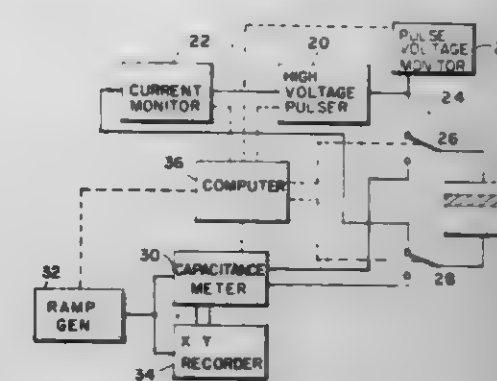 22
20
PULSE
VOLTAGE
MONITOR
CURRENT
MONITOR
HIGH
VOLTAGE
PULSER
24
26
36
COMPUTER
30
32
CAPACITANCE
METER
28
RAMP
GEN
X Y
RECORDER
34